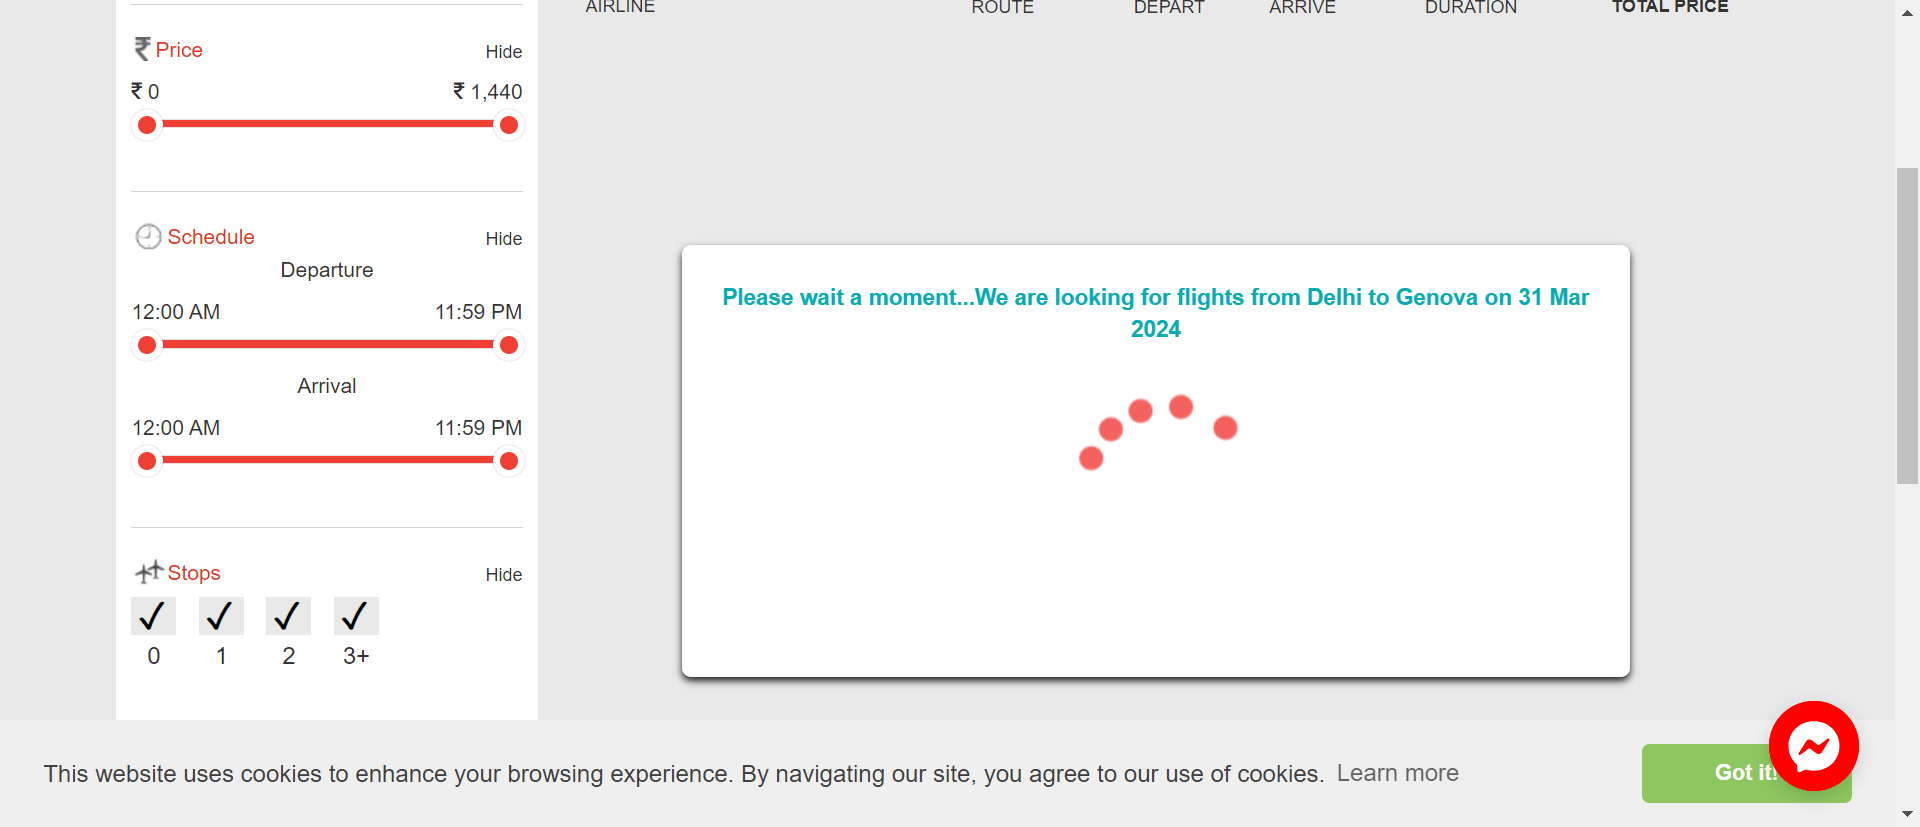 AIRLINE ROUTE DEPART ARRIVE DURATION TOTAL PRICE
₹ Price Hide
₹ 0 ₹ 1,440
Schedule Hide
Departure
12:00 AM 11:59 PM
Arrival
12:00 AM 11:59 PM
Stops Hide
0 1 2 3+
Please wait a moment...We are looking for flights from Delhi to Genova on 31 Mar
2024
This website uses cookies to enhance your browsing experience. By navigating our site, you agree to our use of cookies. Learn more
Got it!